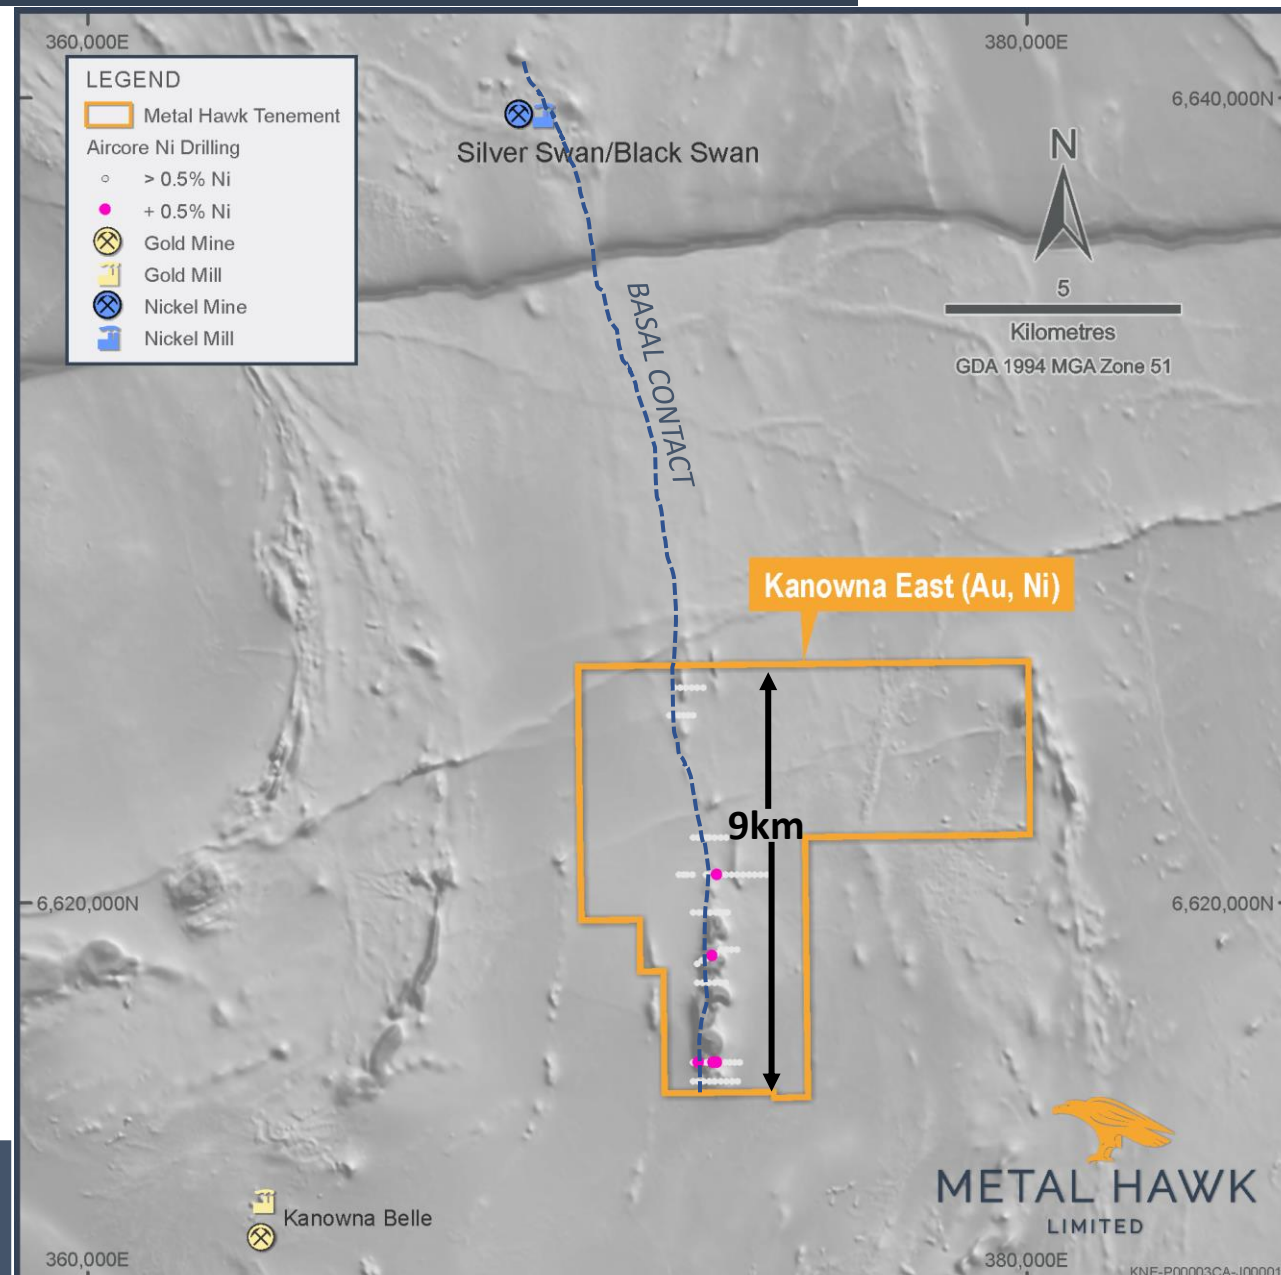 360,000E
380,000E
LEGEND
Metal Hawk Tenement
Aircore Ni Drilling
> 0.5% Ni
+ 0.5% Ni
Gold Mine
Gold Mill
Nickel Mine
Nickel Mill
6,640,000N
Silver Swan/Black Swan
N
5
Kilometres
GDA 1994 MGA Zone 51
BASAL CONTACT
Kanowna East (Au, Ni)
9km
6,620,000N
6,620,000N
Kanowna Belle
METAL HAWK
LIMITED
360,000E
380,000E
KNE-P00003CA-J00001